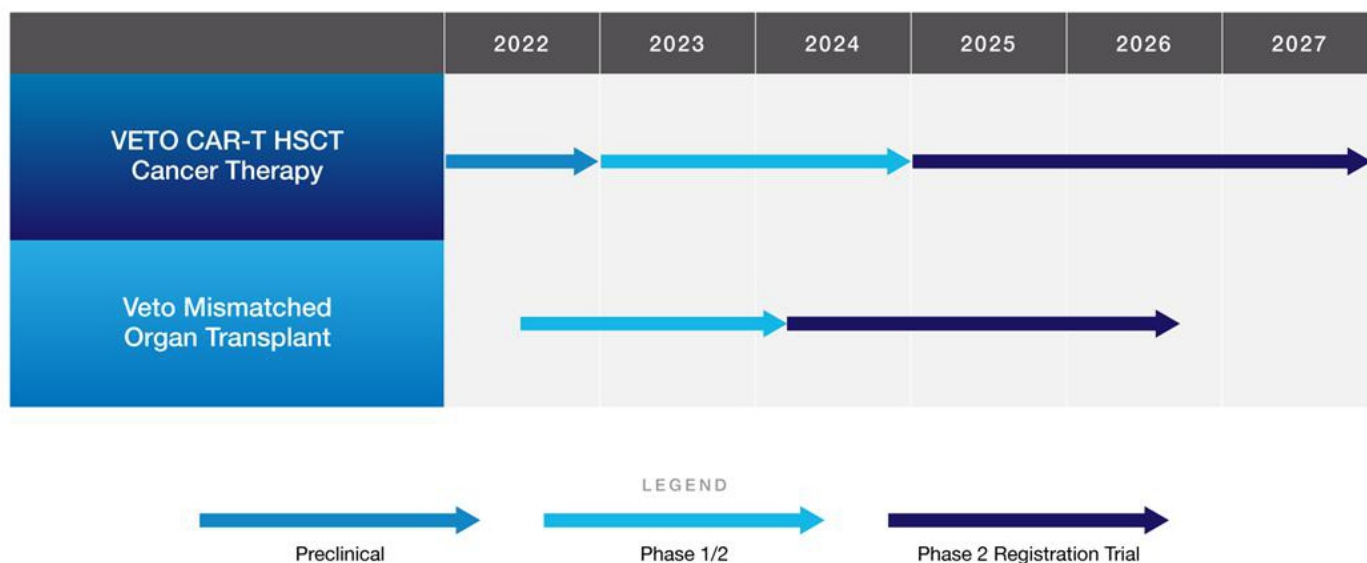 2022 2023 2024 2025 2026 2027
VETO CAR-T HSCT
Cancer Therapy
Veto Mismatched
Organ Transplant
LEGEND
Preclinical Phase 1/2 Phase 2 Registration Trial